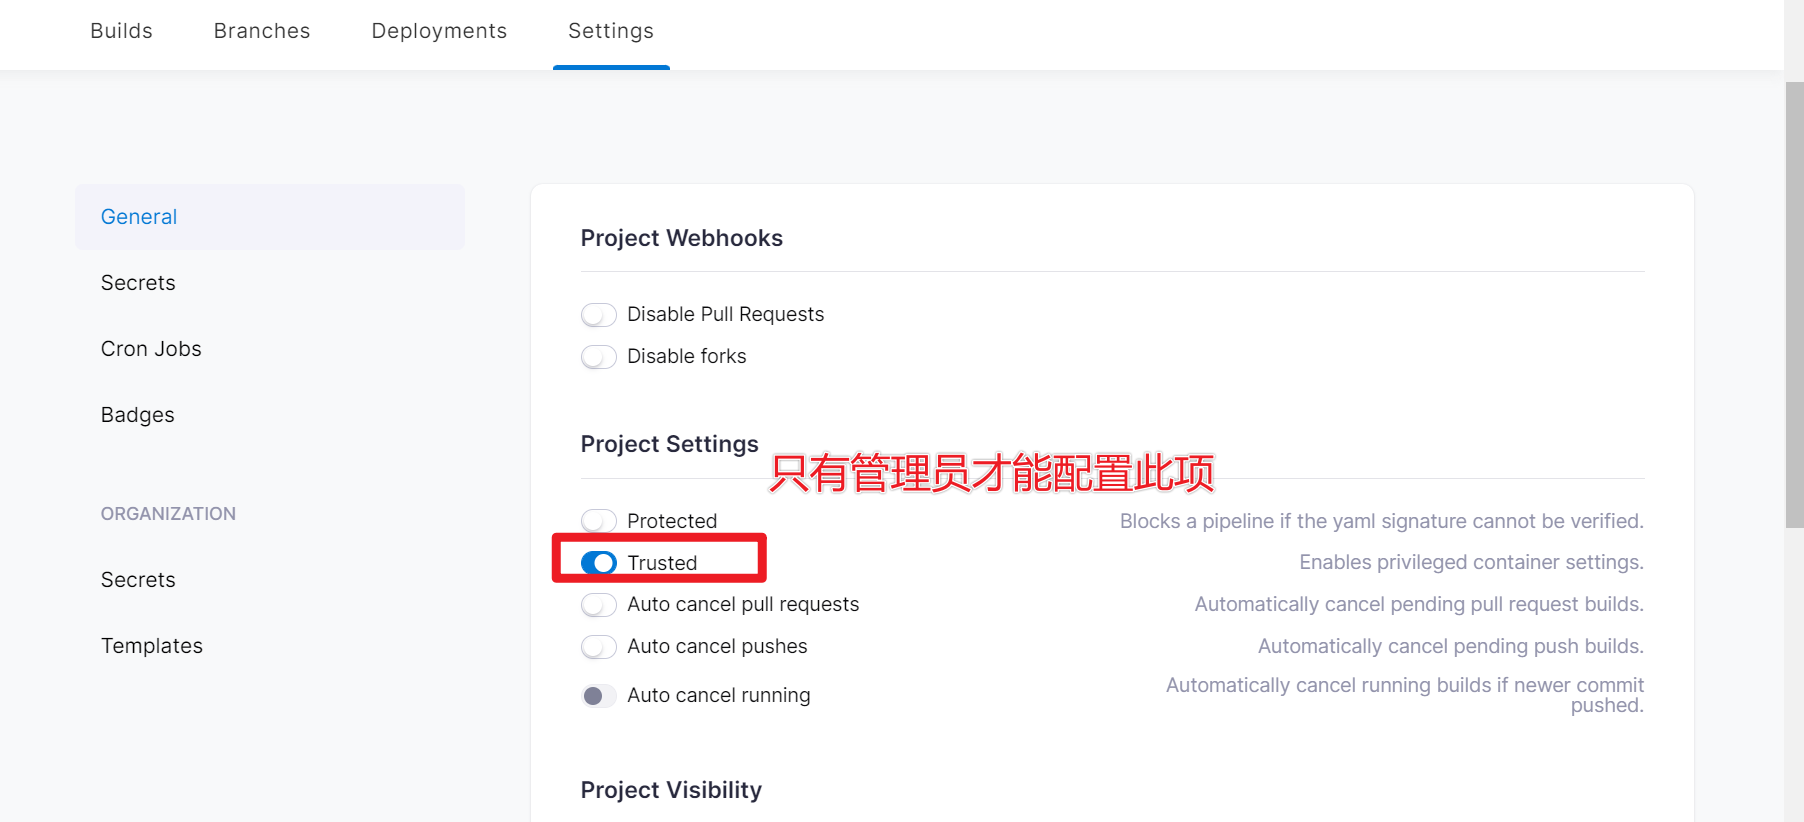 Builds Branches Deployments Settings
General
Secrets
Cron Jobs
Badges
ORGANIZATION
Secrets
Templates
Project Webhooks
Disable Pull Requests
Disable forks
Project Settings
只有管理员才能配置此项
Protected Blocks a pipeline if the yaml signature cannot be verified.
Trusted Enables privileged container settings.
Auto cancel pull requests Automatically cancel pending pull request builds.
Auto cancel pushes Automatically cancel pending push builds.
Auto cancel running Automatically cancel running builds if newer commit
pushed.
Project Visibility